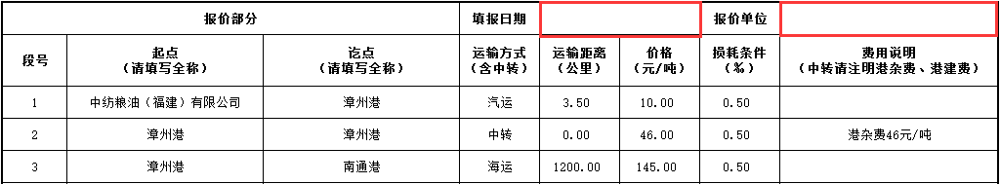 报价部分 填报日期 报价单位
段号 起点 讫点 运输方式 运输距离 价格 损耗条件 费用说明
（请填写全称） （请填写全称） （含中转） （公里） （元/吨） （‰） （中转请注明港杂费、港建费）
1 中纺粮油（福建）有限公司 漳州港 汽运 3.50 10.00 0.50
2 漳州港 漳州港 中转 0.00 46.00 0.50 港杂费46元/吨
3 漳州港 南通港 海运 1200.00 145.00 0.50